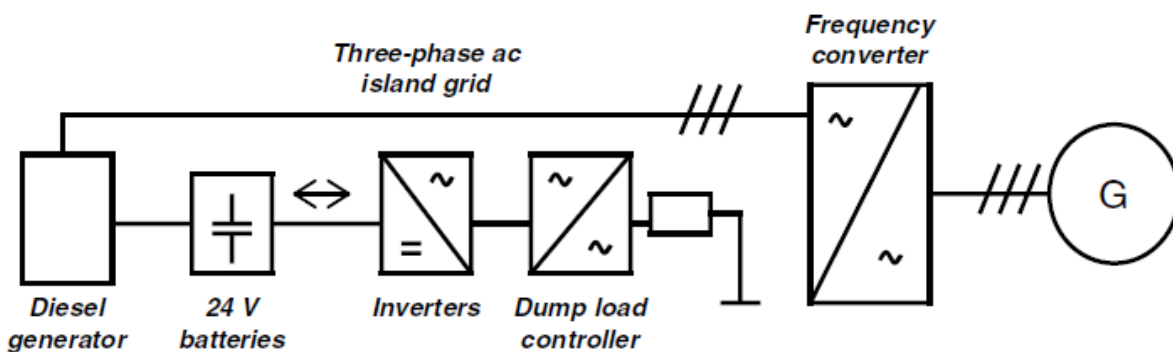 Frequency
converter
Three-phase ac
island grid
G
Diesel
generator
24 V
batteries
Inverters
Dump load
controller